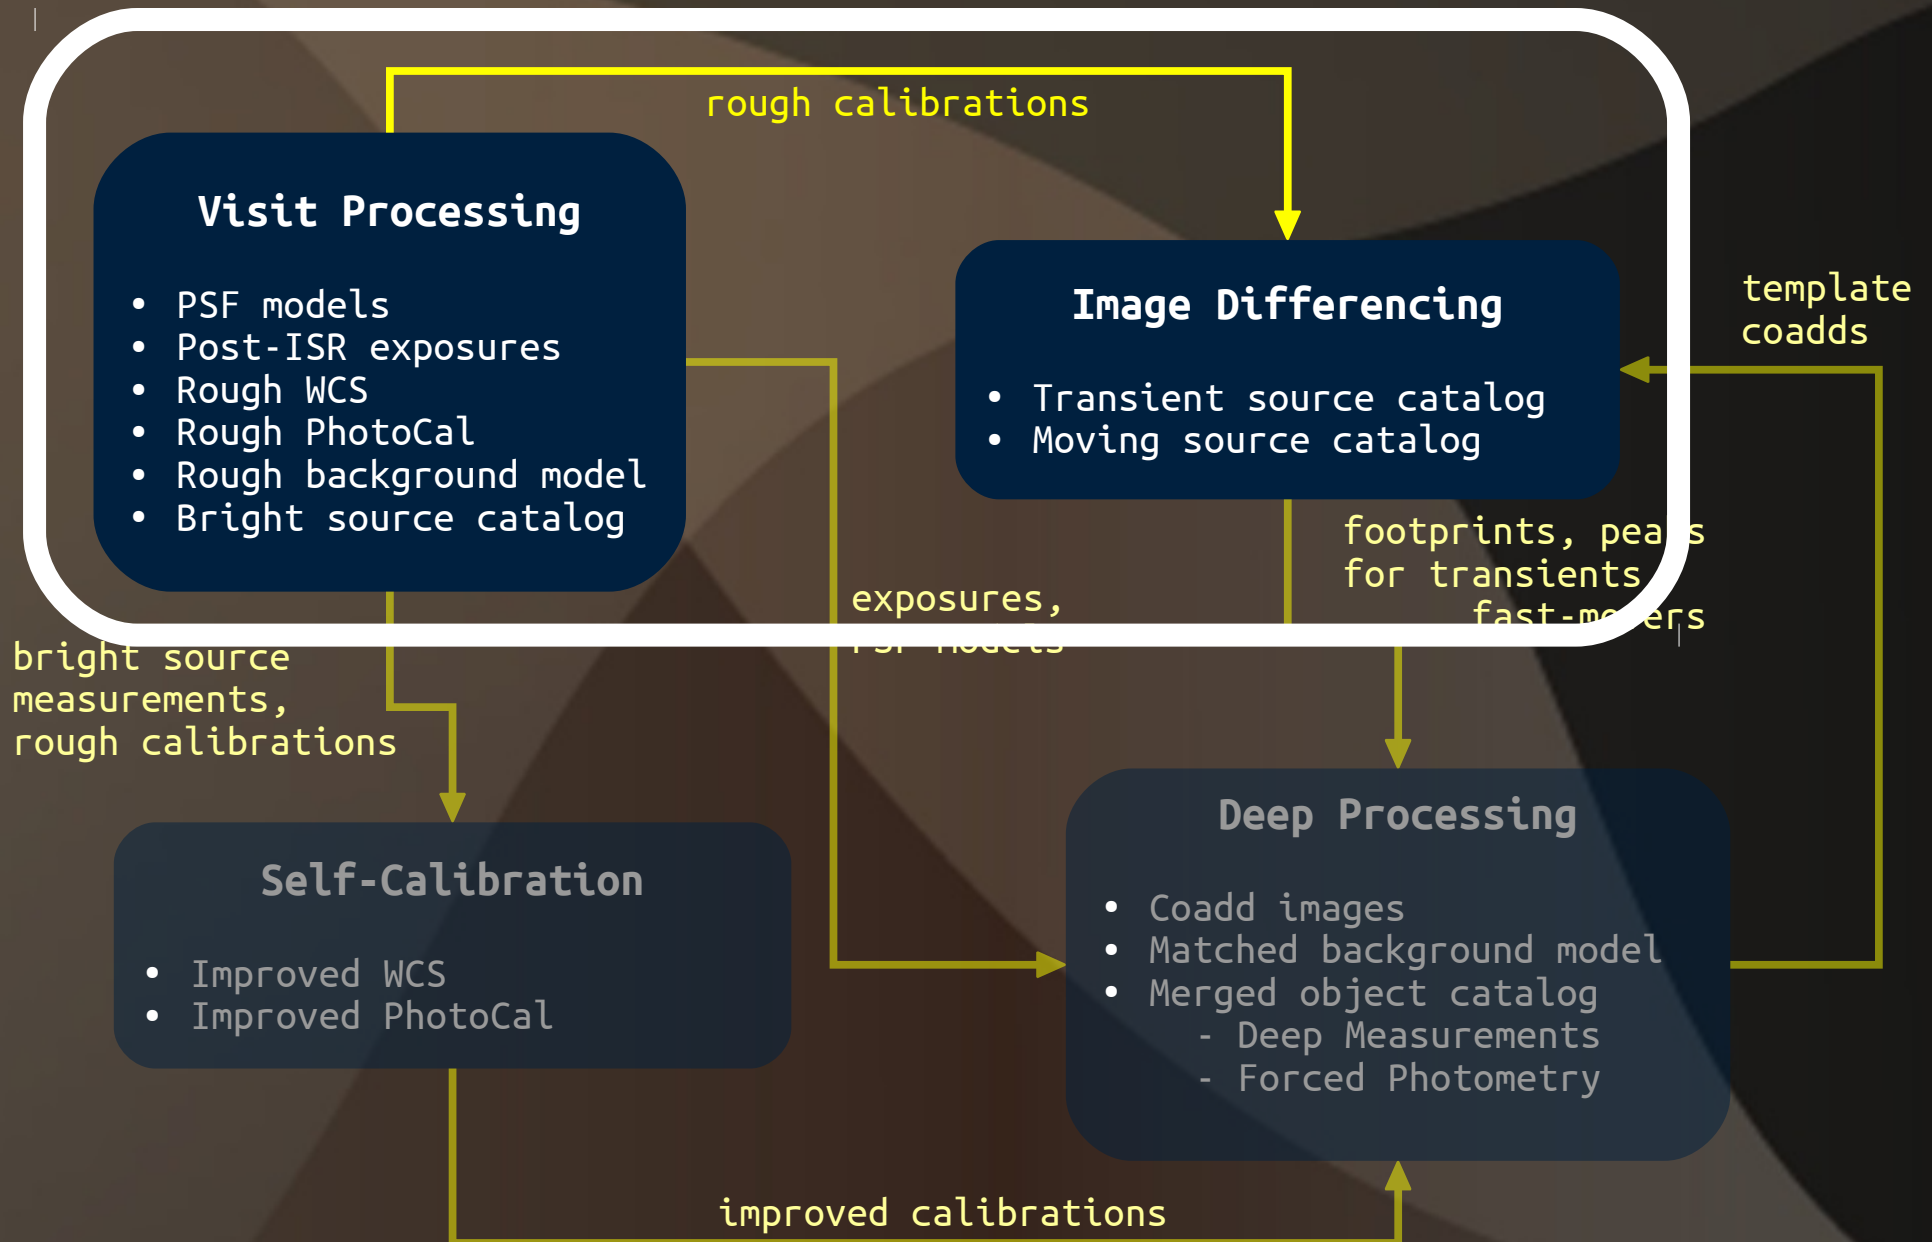 rough calibrations
Visit Processing
• PSF models
• Post-ISR exposures
• Rough WCS
• Rough PhotoCal
• Rough background model
• Bright source catalog
Image Differencing
• Transient source catalog
• Moving source catalog
template
coadds
footprints,
for transients
exposures,
bright source
measurements,
rough calibrations
Self-Calibration
• Improved WCS
• Improved PhotoCal
Deep Processing
• Coadd images
• Matched background model
• Merged object catalog
- Deep Measurements
- Forced Photometry
improved calibrations